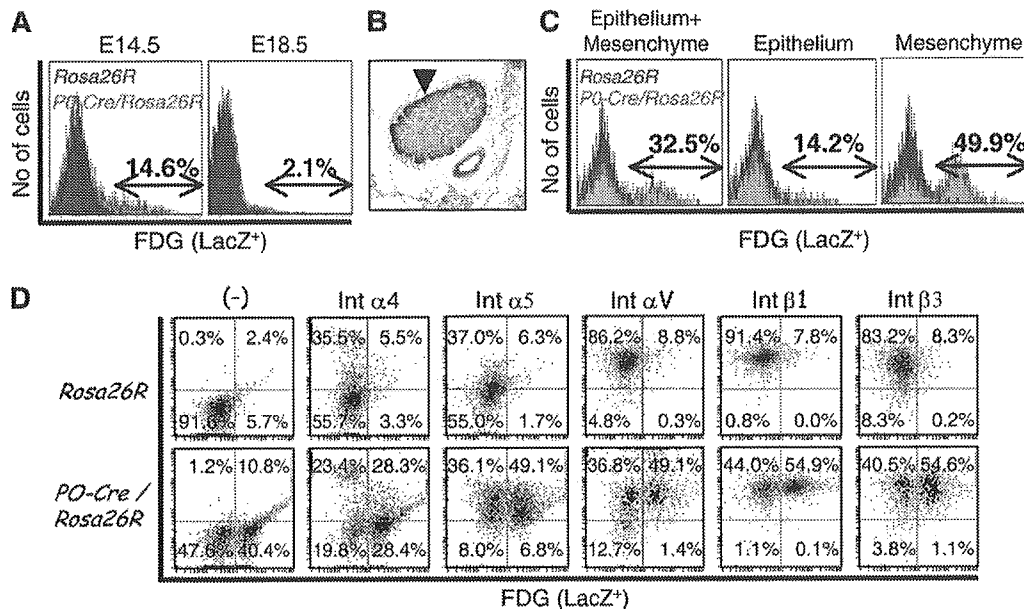 A
E14.5
E18.5
No of cells
Rosa26R
P0-Cre/Rosa26R
14.6%
2.1%
FDG (LacZ+)
B
C
Epithelium+
Mesenchyme
Epithelium
Mesenchyme
No of cells
Rosa26R
P0-Cre/Rosa26R
32.5%
14.2%
49.9%
FDG (LacZ+)
D
(-)
Int α4
Int α5
Int αV
Int β1
Int β3
Rosa26R
0.3% 2.4%
35.5% 5.5%
37.0% 6.3%
86.2% 8.8%
91.4% 7.8%
83.2% 8.3%
91.6% 5.7%
55.7% 3.3%
55.0% 1.7%
4.8% 0.3%
0.8% 0.0%
8.3% 0.2%
PO-Cre /
Rosa26R
1.2% 10.8%
23.4% 28.3%
36.1% 49.1%
36.8% 49.1%
44.0% 54.9%
40.5% 54.6%
47.6% 40.4%
19.8% 28.4%
8.0% 6.8%
12.7% 1.4%
1.1% 0.1%
3.8% 1.1%
FDG (LacZ+)